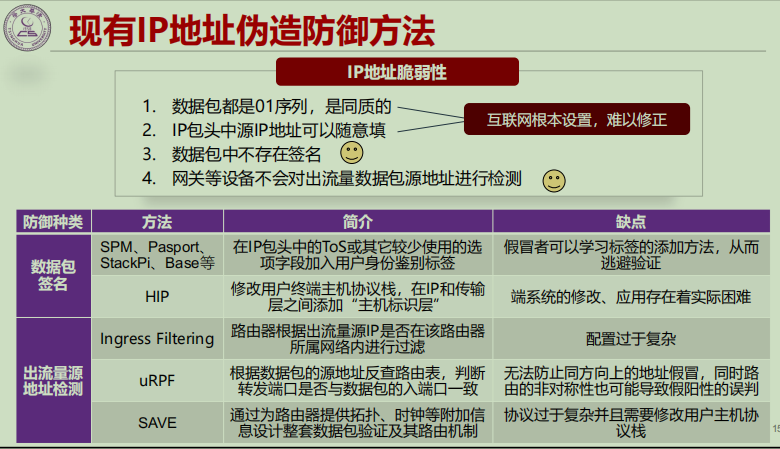 现有IP地址伪造防御方法
IP地址脆弱性
1. 数据包都是01序列，是同质的
2. IP包头中源IP地址可以随意填
3. 数据包中不存在签名
4. 网关等设备不会对出流量数据包源地址进行检测
互联网根本设置，难以修正
防御种类 方法 简介 缺点
数据包
签名
SPM、Pasport、
StackPi、Base等
在IP包头中的ToS或其它较少使用的选
项字段加入用户身份鉴别标签
假冒者可以学习标签的添加方法，从而
逃避验证
HIP
修改用户终端主机协议栈，在IP和传输
层之间添加“主机标识层”
端系统的修改、应用存在着实际困难
出流量源
地址检测
Ingress Filtering
路由器根据出流量源IP是否在该路由器
所属网络内进行过滤
配置过于复杂
uRPF
根据数据包的源地址反查路由表，判断
转发端口是否与数据包的入端口一致
无法防止同方向上的地址假冒，同时路
由的非对称性也可能导致假阳性的误判
SAVE
通过为路由器提供拓扑、时钟等附加信
息设计整套数据包验证及其路由机制
协议过于复杂并且需要修改用户主机协
议栈
15